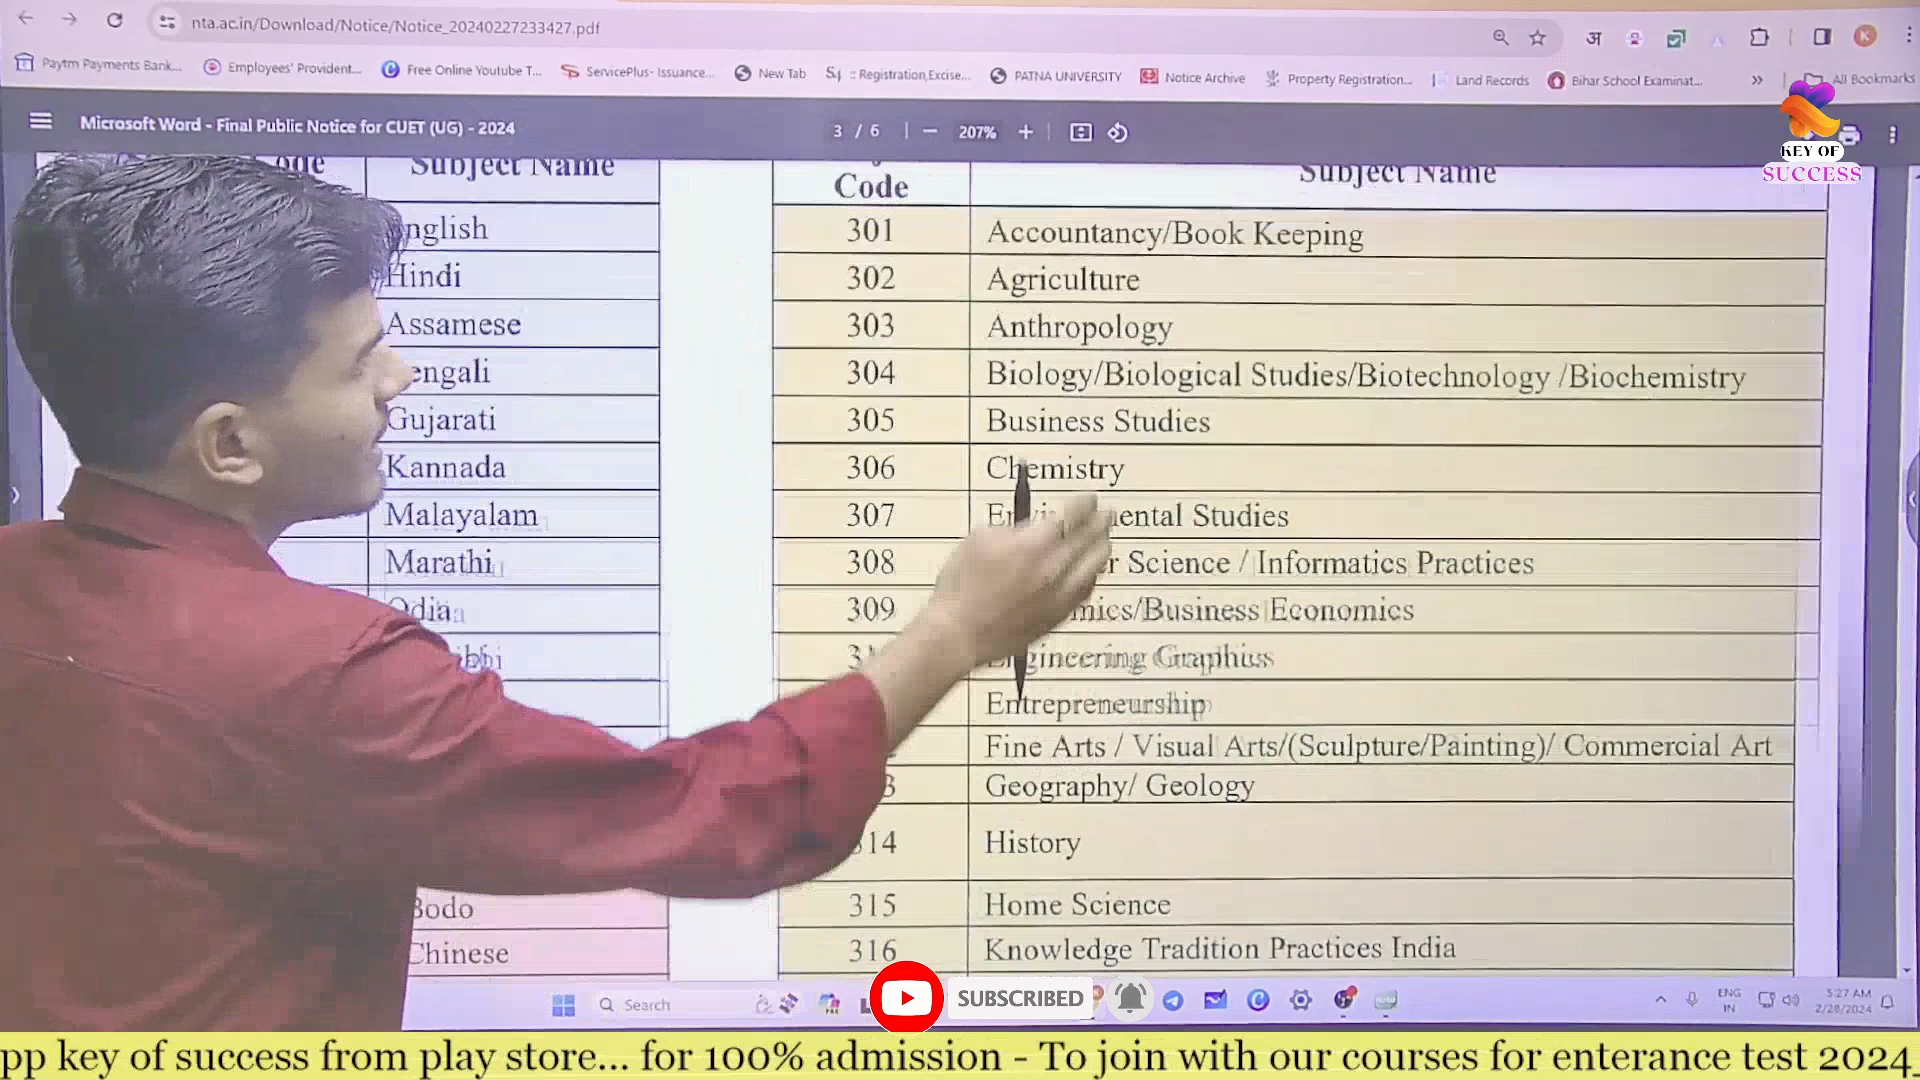 nta.ac.in/Download/Notice/Notice_20240227233427.pdf
अ
K
Paytm Payments Bank...
Employees' Provident...
Free Online Youtube T...
ServicePlus- Issuance...
New Tab
:: Registration,Excise...
PATNA UNIVERSITY
Notice Archive
Property Registration...
Land Records
Bihar School Examinat...
All Bookmarks
Microsoft Word - Final Public Notice for CUET (UG) - 2024
3 / 6
207%
KEY OF
SUCCESS
Subject Name
Code
Subject Name
English
Hindi
Assamese
engali
Gujarati
Kannada
Malayalam
Marathi
Odia
Bodo
Chinese
301 Accountancy/Book Keeping
302 Agriculture
303 Anthropology
304 Biology/Biological Studies/Biotechnology /Biochemistry
305 Business Studies
306 Chemistry
307 mental Studies
308 r Science / Informatics Practices
309 mics/Business Economics
Engineering Graphics
Entrepreneurship
Fine Arts / Visual Arts/(Sculpture/Painting)/ Commercial Art
3 Geography/ Geology
314 History
315 Home Science
316 Knowledge Tradition Practices India
Search
SUBSCRIBED
ENG
IN
5:27 AM
2/28/2024
pp key of success from play store... for 100% admission - To join with our courses for enterance test 2024